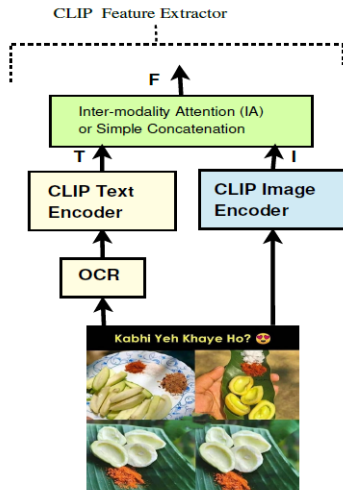 CLIP Feature Extractor
F
Inter-modality Attention (IA)
or Simple Concatenation
T
I
CLIP Text
Encoder
CLIP Image
Encoder
OCR
Kabhi Yeh Khaye Ho? 😍